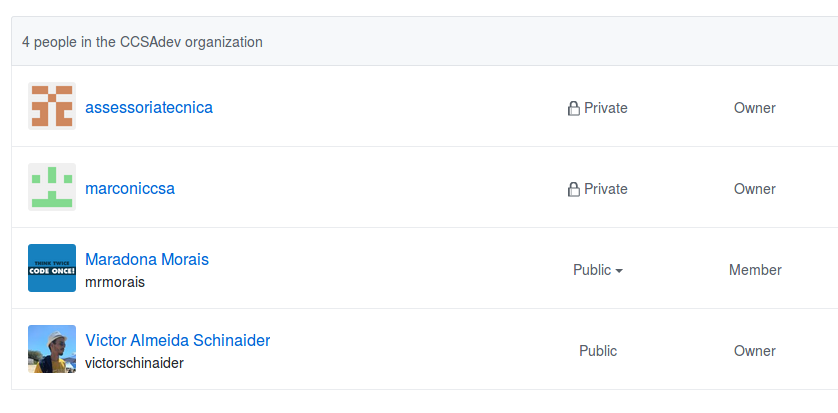 4 people in the CCSAdev organization
assessoriatecnica Private Owner
marconiccsa Private Owner
THINK TWICE
CODE ONCE!
Maradona Morais
mrmorais
Public Member
Victor Almeida Schinaider
victorschinaider
Public Owner